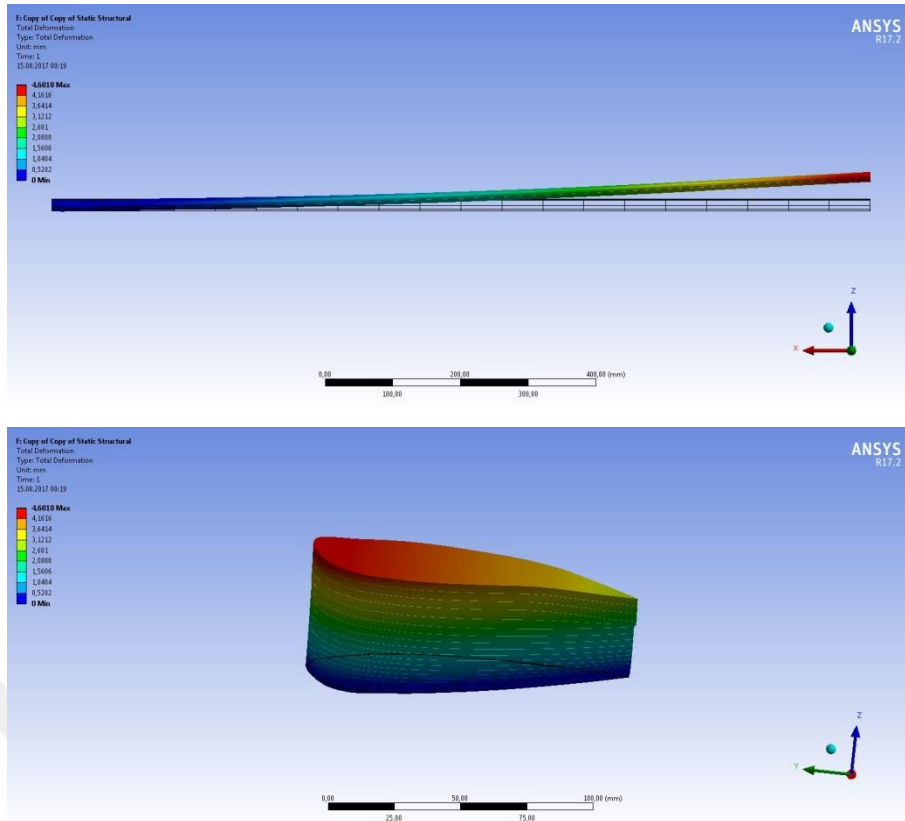 F: Copy of Copy of Static Structural
Total Deformation
Type: Total Deformation
Unit: mm
Time: 1
15.08.2017 00:19
ANSYS
R17.2
4,6818 Max
4,1616
3,6414
3,1212
2,601
2,0808
1,5606
1,0404
0,5202
0 Min
Z
X
0,00 200,00 400,00 (mm)
100,00 300,00
F: Copy of Copy of Static Structural
Total Deformation
Type: Total Deformation
Unit: mm
Time: 1
15.08.2017 00:19
ANSYS
R17.2
4,6818 Max
4,1616
3,6414
3,1212
2,601
2,0808
1,5606
1,0404
0,5202
0 Min
Z
Y
0,00 50,00 100,00 (mm)
25,00 75,00